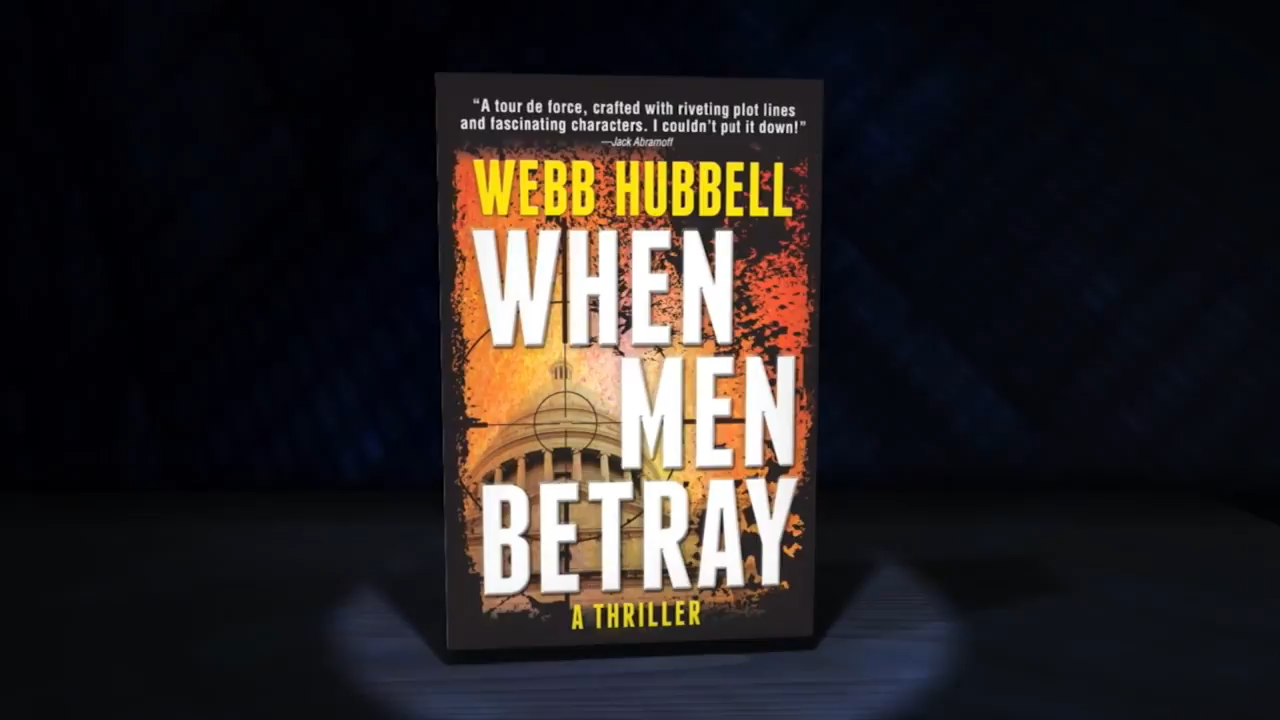 “A tour de force, crafted with riveting plot lines
and fascinating characters. I couldn’t put it down!”
—Jack Abramoff
WEBB HUBBELL
WHEN
MEN
BETRAY
A THRILLER